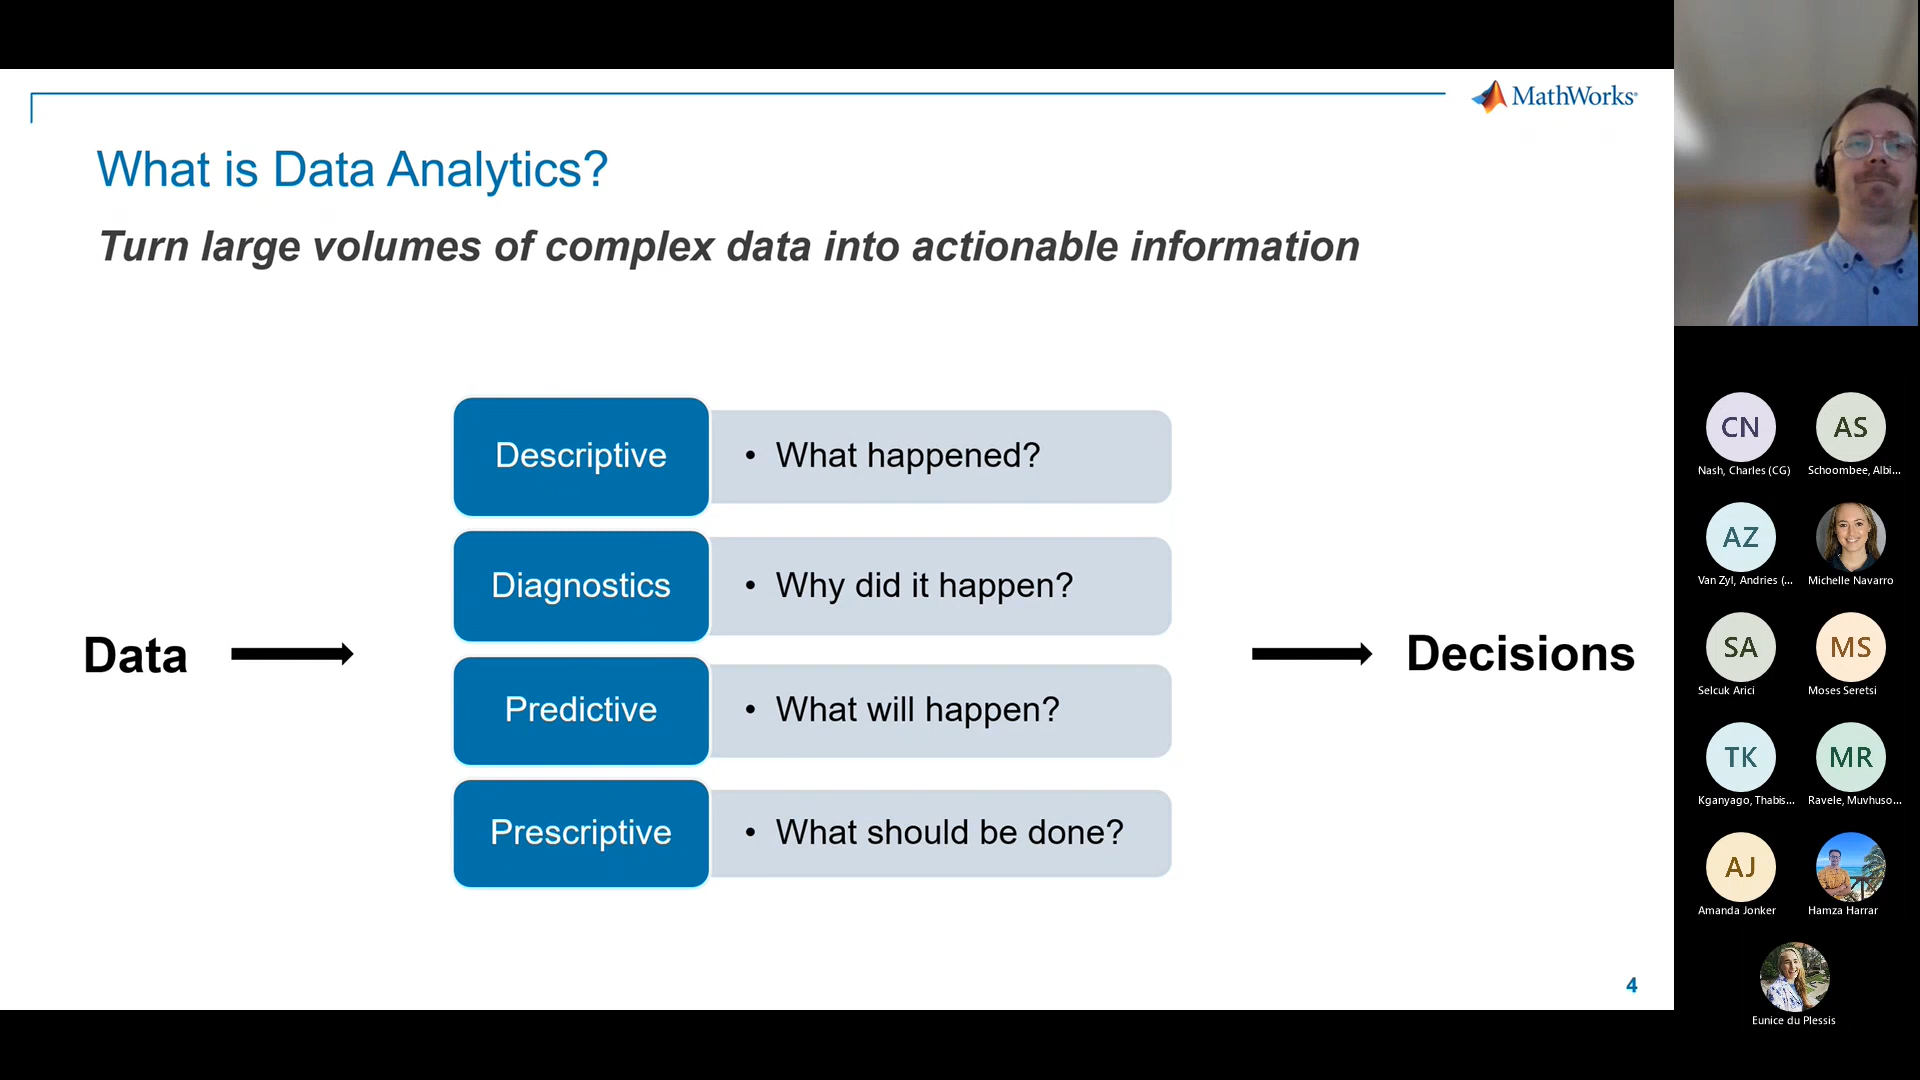 MathWorks®
What is Data Analytics?
Turn large volumes of complex data into actionable information
Descriptive
• What happened?
Diagnostics
• Why did it happen?
Data
Decisions
Predictive
• What will happen?
Prescriptive
• What should be done?
4
CN
AS
Nash, Charles (CG)
Schoombee, Albi...
AZ
Van Zyl, Andries (...
Michelle Navarro
SA
MS
Selcuk Arici
Moses Seretsi
TK
MR
Kganyago, Thabis...
Ravele, Muvhuso...
AJ
Amanda Jonker
Hamza Harrar
Eunice du Plessis